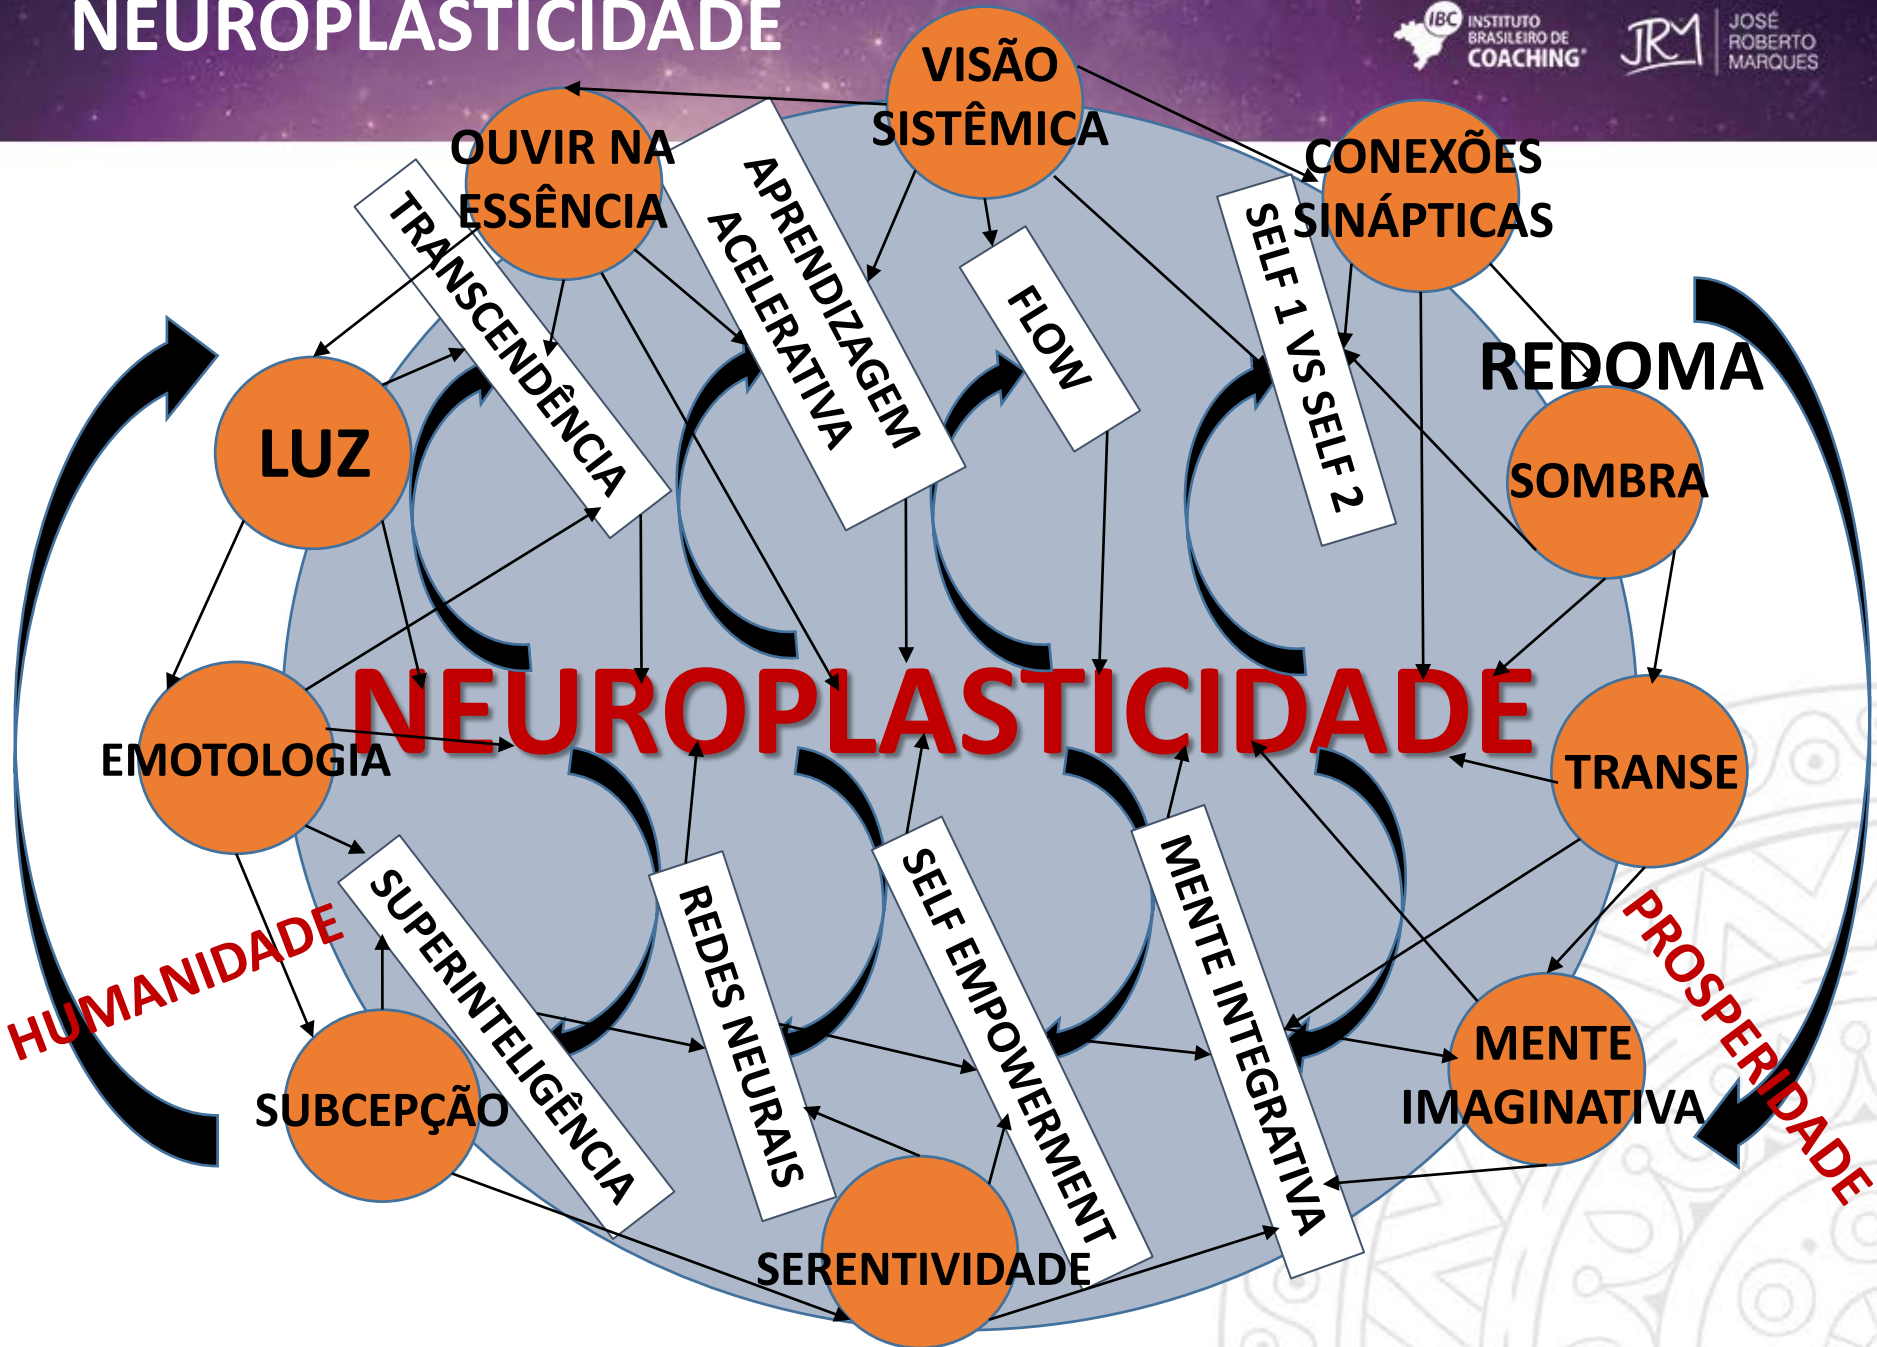 NEUROPLASTICIDADE
IBC
INSTITUTO
BRASILEIRO DE
COACHING®
JRM
JOSÉ
ROBERTO
MARQUES
VISÃO
SISTÊMICA
OUVIR NA
ESSÊNCIA
CONEXÕES
SINÁPTICAS
TRANSCENDÊNCIA
APRENDIZAGEM
ACELERATIVA
FLOW
SELF 1 VS SELF 2
REDOMA
LUZ
SOMBRA
NEUROPLASTICIDADE
EMOTOLOGIA
TRANSE
HUMANIDADE
SUPERINTELIGÊNCIA
REDES NEURAIS
SELF EMPOWERMENT
MENTE INTEGRATIVA
PROSPERIDADE
SUBCEPÇÃO
MENTE
IMAGINATIVA
SERENTIVIDADE